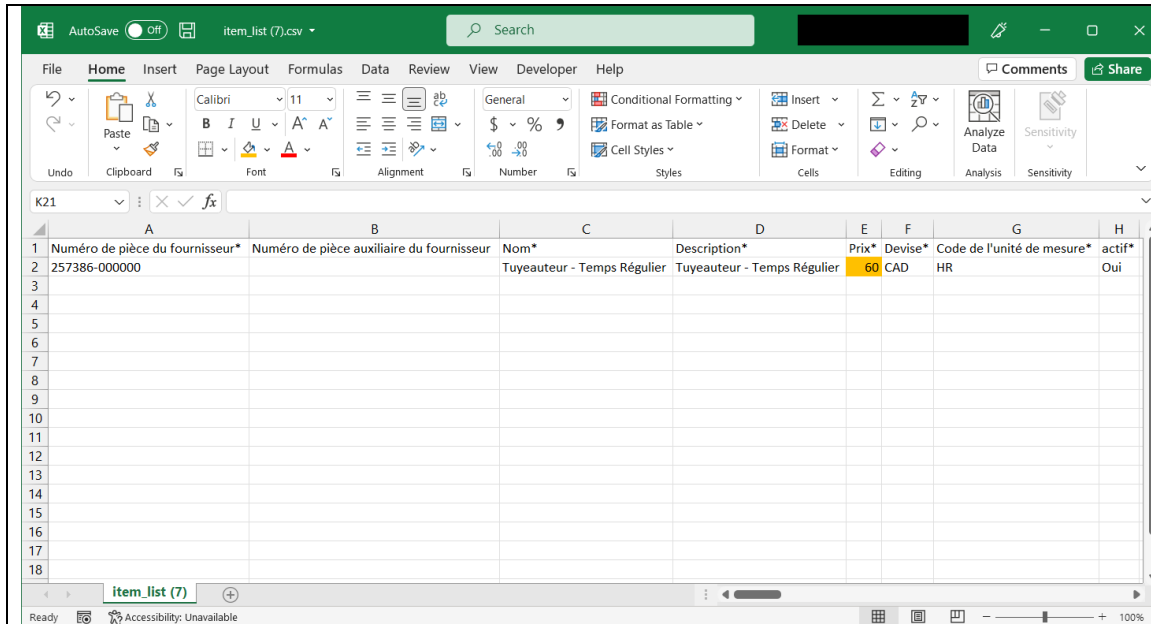 AutoSave Off item_list (7).csv Search
File Home Insert Page Layout Formulas Data Review View Developer Help Comments Share
Paste Calibri 11 General Conditional Formatting Insert
B I U A A $ % 9 Format as Table Delete Analyze Data Sensitivity
Cell Styles Format
Undo Clipboard Font Alignment Number Styles Cells Editing Analysis Sensitivity
K21 fx
A B C D E F G H
1 Numéro de pièce du fournisseur* Numéro de pièce auxiliaire du fournisseur Nom* Description* Prix* Devise* Code de l'unité de mesure* actif*
2 257386-000000 Tuyeauteur - Temps Régulier Tuyeauteur - Temps Régulier 60 CAD HR Oui
3
4
5
6
7
8
9
10
11
12
13
14
15
16
17
18
item_list (7)
Ready Accessibility: Unavailable 100%